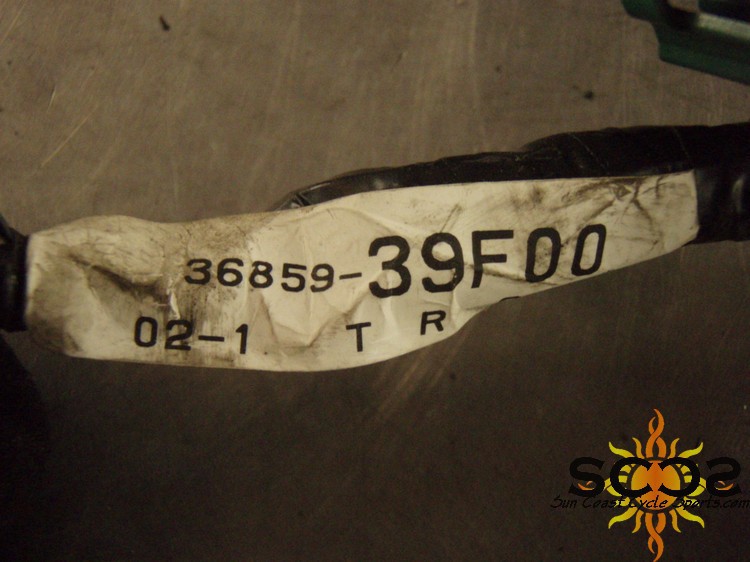 36859-39F00
02-1 T R
SCCS
Sun Coast Cycle Sports.com